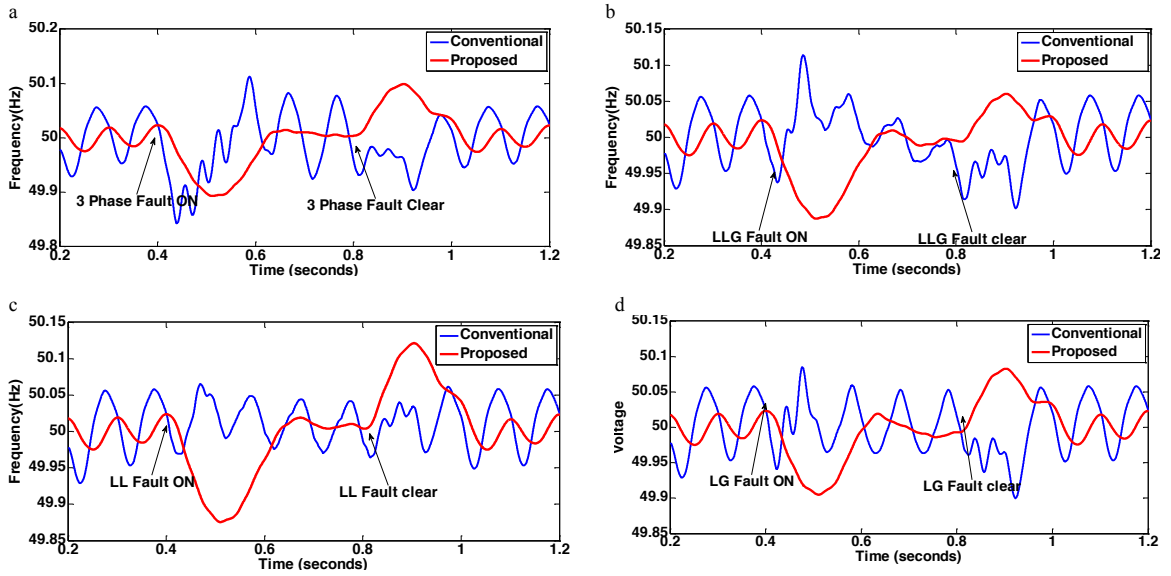 a
50.2
50.1
50
49.9
49.8
Frequency(Hz)
Conventional
Proposed
3 Phase Fault ON
3 Phase Fault Clear
0.2 0.4 0.6 0.8 1 1.2
Time (seconds)
b
50.15
50.1
50.05
50
49.95
49.9
49.85
Frequency(Hz)
Conventional
Proposed
LLG Fault ON
LLG Fault clear
0.2 0.4 0.6 0.8 1 1.2
Time (seconds)
c
50.15
50.1
50.05
50
49.95
49.9
49.85
Frequency(Hz)
Conventional
Proposed
LL Fault ON
LL Fault clear
0.2 0.4 0.6 0.8 1 1.2
Time (seconds)
d
50.15
50.1
50.05
50
49.95
49.9
49.85
Voltage
Conventional
Proposed
LG Fault ON
LG Fault clear
0.2 0.4 0.6 0.8 1 1.2
Time (seconds)